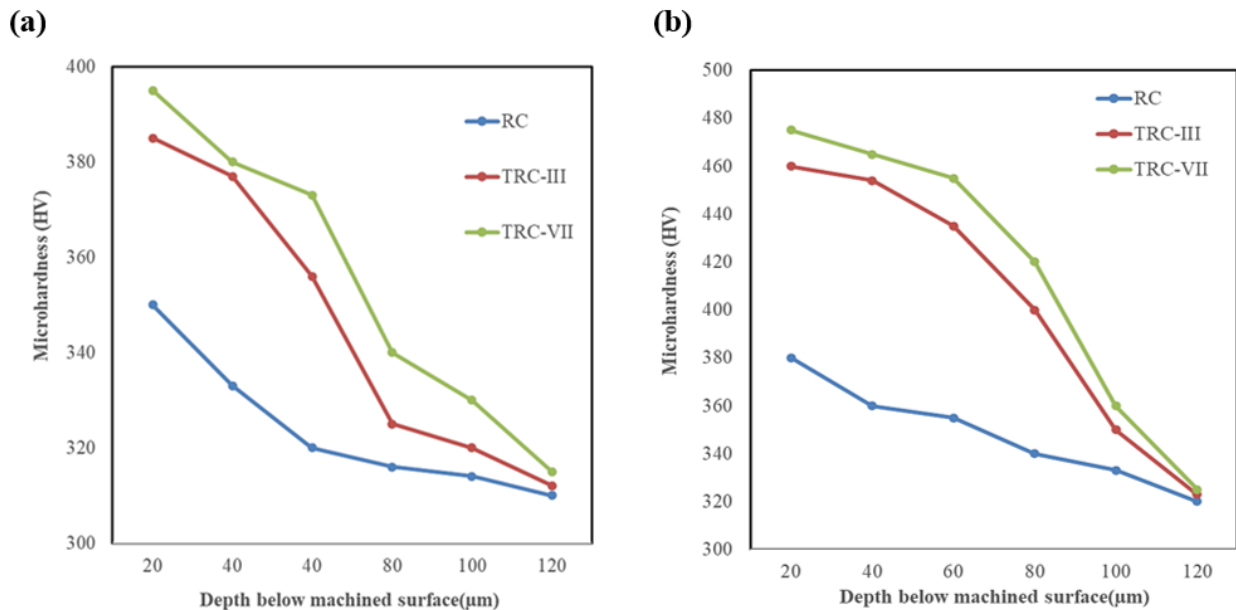 (a)
400
380
360
340
320
300
Microhardness (HV)
RC
TRC-III
TRC-VII
20 40 40 80 100 120
Depth below machined surface(μm)
(b)
500
480
460
440
420
400
380
360
340
320
300
Microhardness (HV)
RC
TRC-III
TRC-VII
20 40 60 80 100 120
Depth below machined surface(μm)